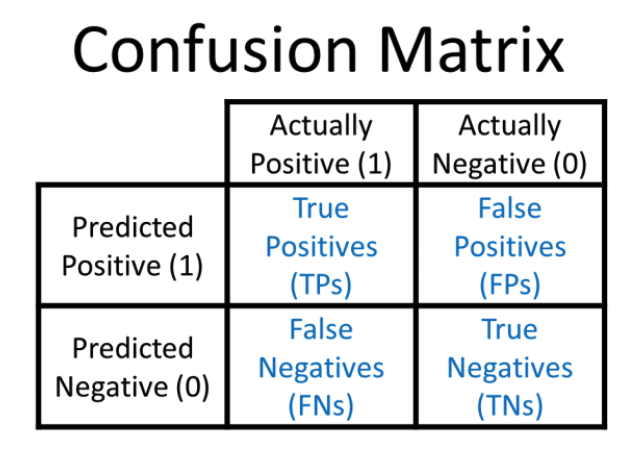 Confusion Matrix
Actually
Positive (1)
Actually
Negative (0)
Predicted
Positive (1)
True
Positives
(TPs)
False
Positives
(FPs)
Predicted
Negative (0)
False
Negatives
(FNs)
True
Negatives
(TNs)